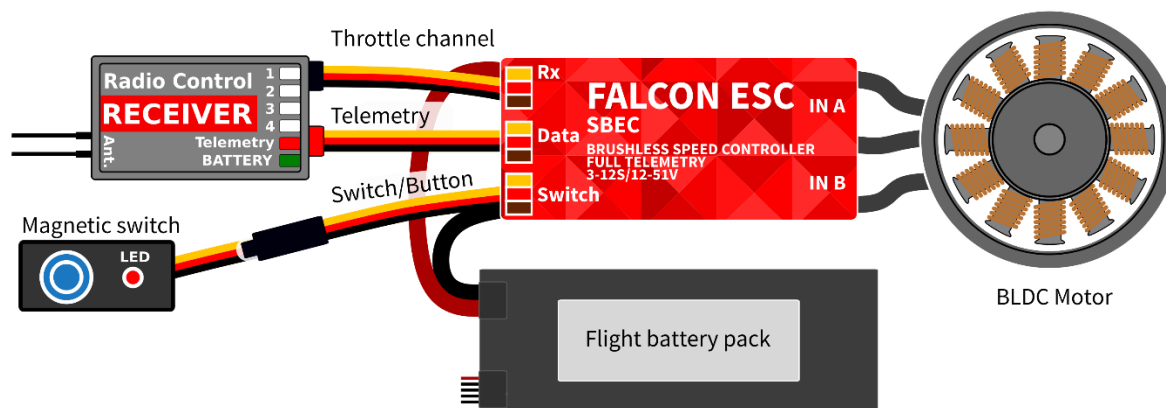 Throttle channel
Radio Control
RECEIVER
1
2
3
4
Telemetry
BATTERY
Ant.
Telemetry
Switch/Button
Rx
Data
Switch
FALCON ESC
SBEC
BRUSHLESS SPEED CONTROLLER
FULL TELEMETRY
3-12S/12-51V
IN A
IN B
Magnetic switch
LED
Flight battery pack
BLDC Motor